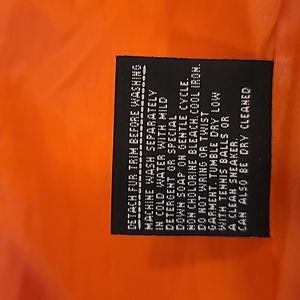 DETACH FUR TRIM BEFORE WASHING
MACHINE WASH SEPARATELY
IN COLD WATER WITH MILD
DETERGENT OR SPECIAL
DOWN SOAP ON GENTLE CYCLE.
NON CHOLORINE BLEACH.COOL IRON.
DO NOT WRING OR TWIST
GARMENT.TUMBLE DRY LOW
WITH TENNIS BALLS OR
A CLEAN SNEAKER.
CAN ALSO BE DRY CLEANED